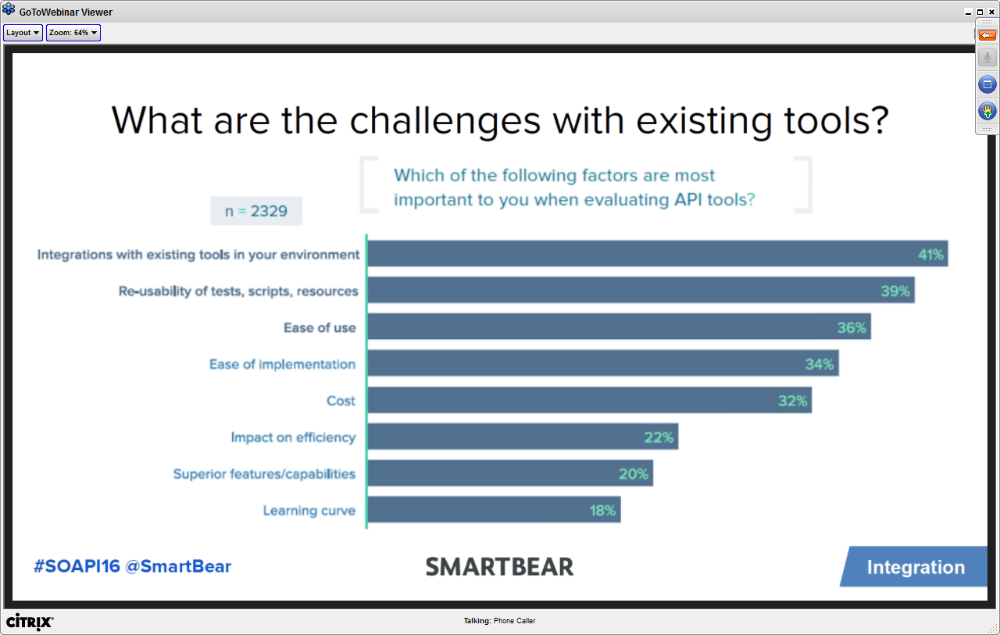 GoToWebinar Viewer
Layout
Zoom: 64%
What are the challenges with existing tools?
Which of the following factors are most
important to you when evaluating API tools?
n = 2329
Integrations with existing tools in your environment 41%
Re-usability of tests, scripts, resources 39%
Ease of use 36%
Ease of implementation 34%
Cost 32%
Impact on efficiency 22%
Superior features/capabilities 20%
Learning curve 18%
#SOAPI16 @SmartBear
SMARTBEAR
Integration
CITRIX
Talking: Phone Caller